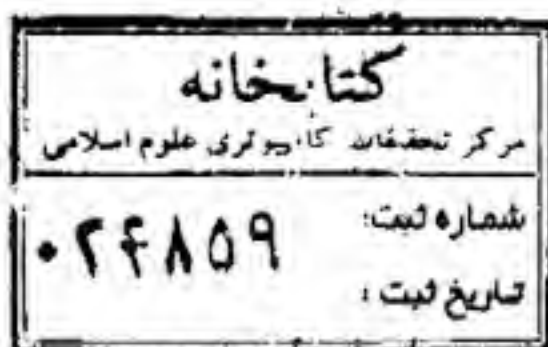 کتابخانه
مرکز تحقیقات کامپیوتری علوم اسلامی
شماره ثبت: ۰۲۴۸۵۹
تاریخ ثبت: